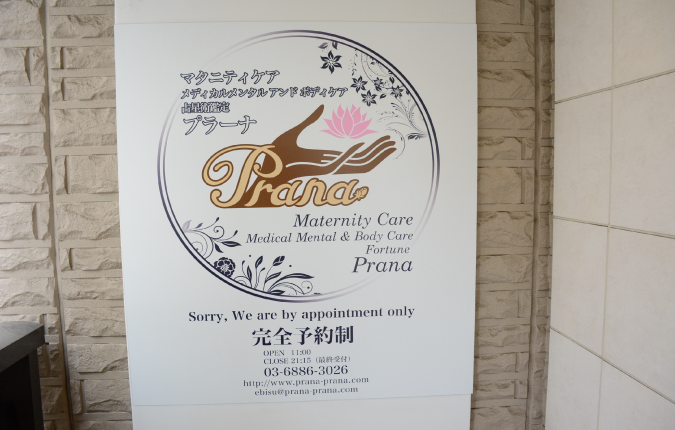 マタニティケア
メディカルメンタル アンド ボディケア
占星術鑑定
プラーナ
Prana
Maternity Care
Medical Mental & Body Care
Fortune
Prana
Sorry, We are by appointment only
完全予約制
OPEN 11:00
CLOSE 21:15（最終受付）
03-6886-3026
http://www.prana-prana.com
ebisu@prana-prana.com